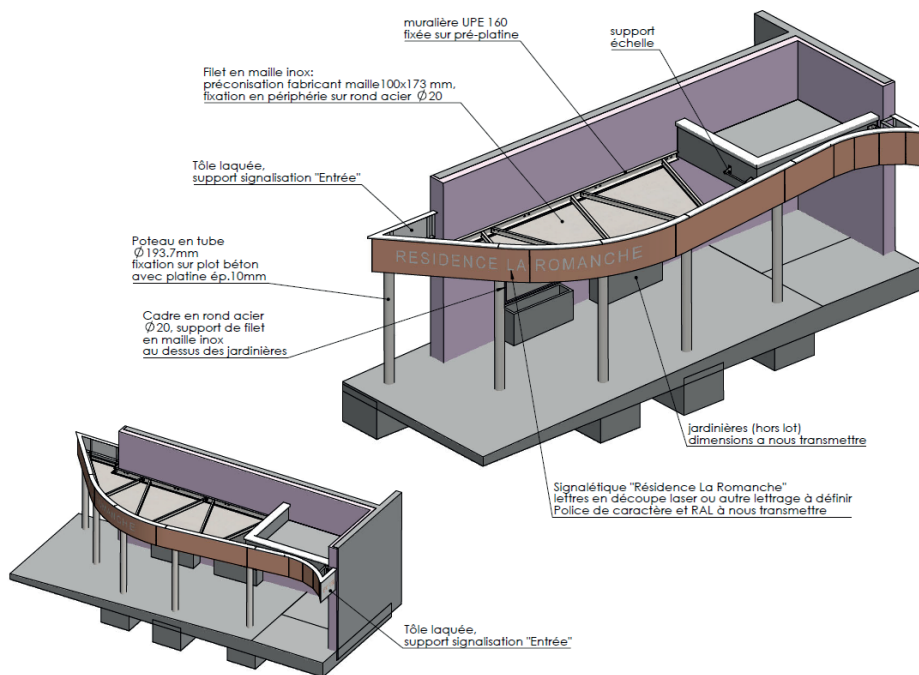 muralière UPE 160
fixée sur pré-platine
support
échelle
Filet en maille inox:
préconisation fabricant maille100x173 mm,
fixation en périphérie sur rond acier ∅20
Tôle laquée,
support signalisation "Entrée"
Poteau en tube
∅193.7mm
fixation sur plot béton
avec platine ép.10mm
RESIDENCE LA ROMANCHE
Cadre en rond acier
∅20, support de filet
en maille inox
au dessus des jardinières
jardinières (hors lot)
dimensions a nous transmettre
Signalétique "Résidence La Romanche"
lettres en découpe laser ou autre lettrage à définir
Police de caractère et RAL à nous transmettre
Tôle laquée,
support signalisation "Entrée"